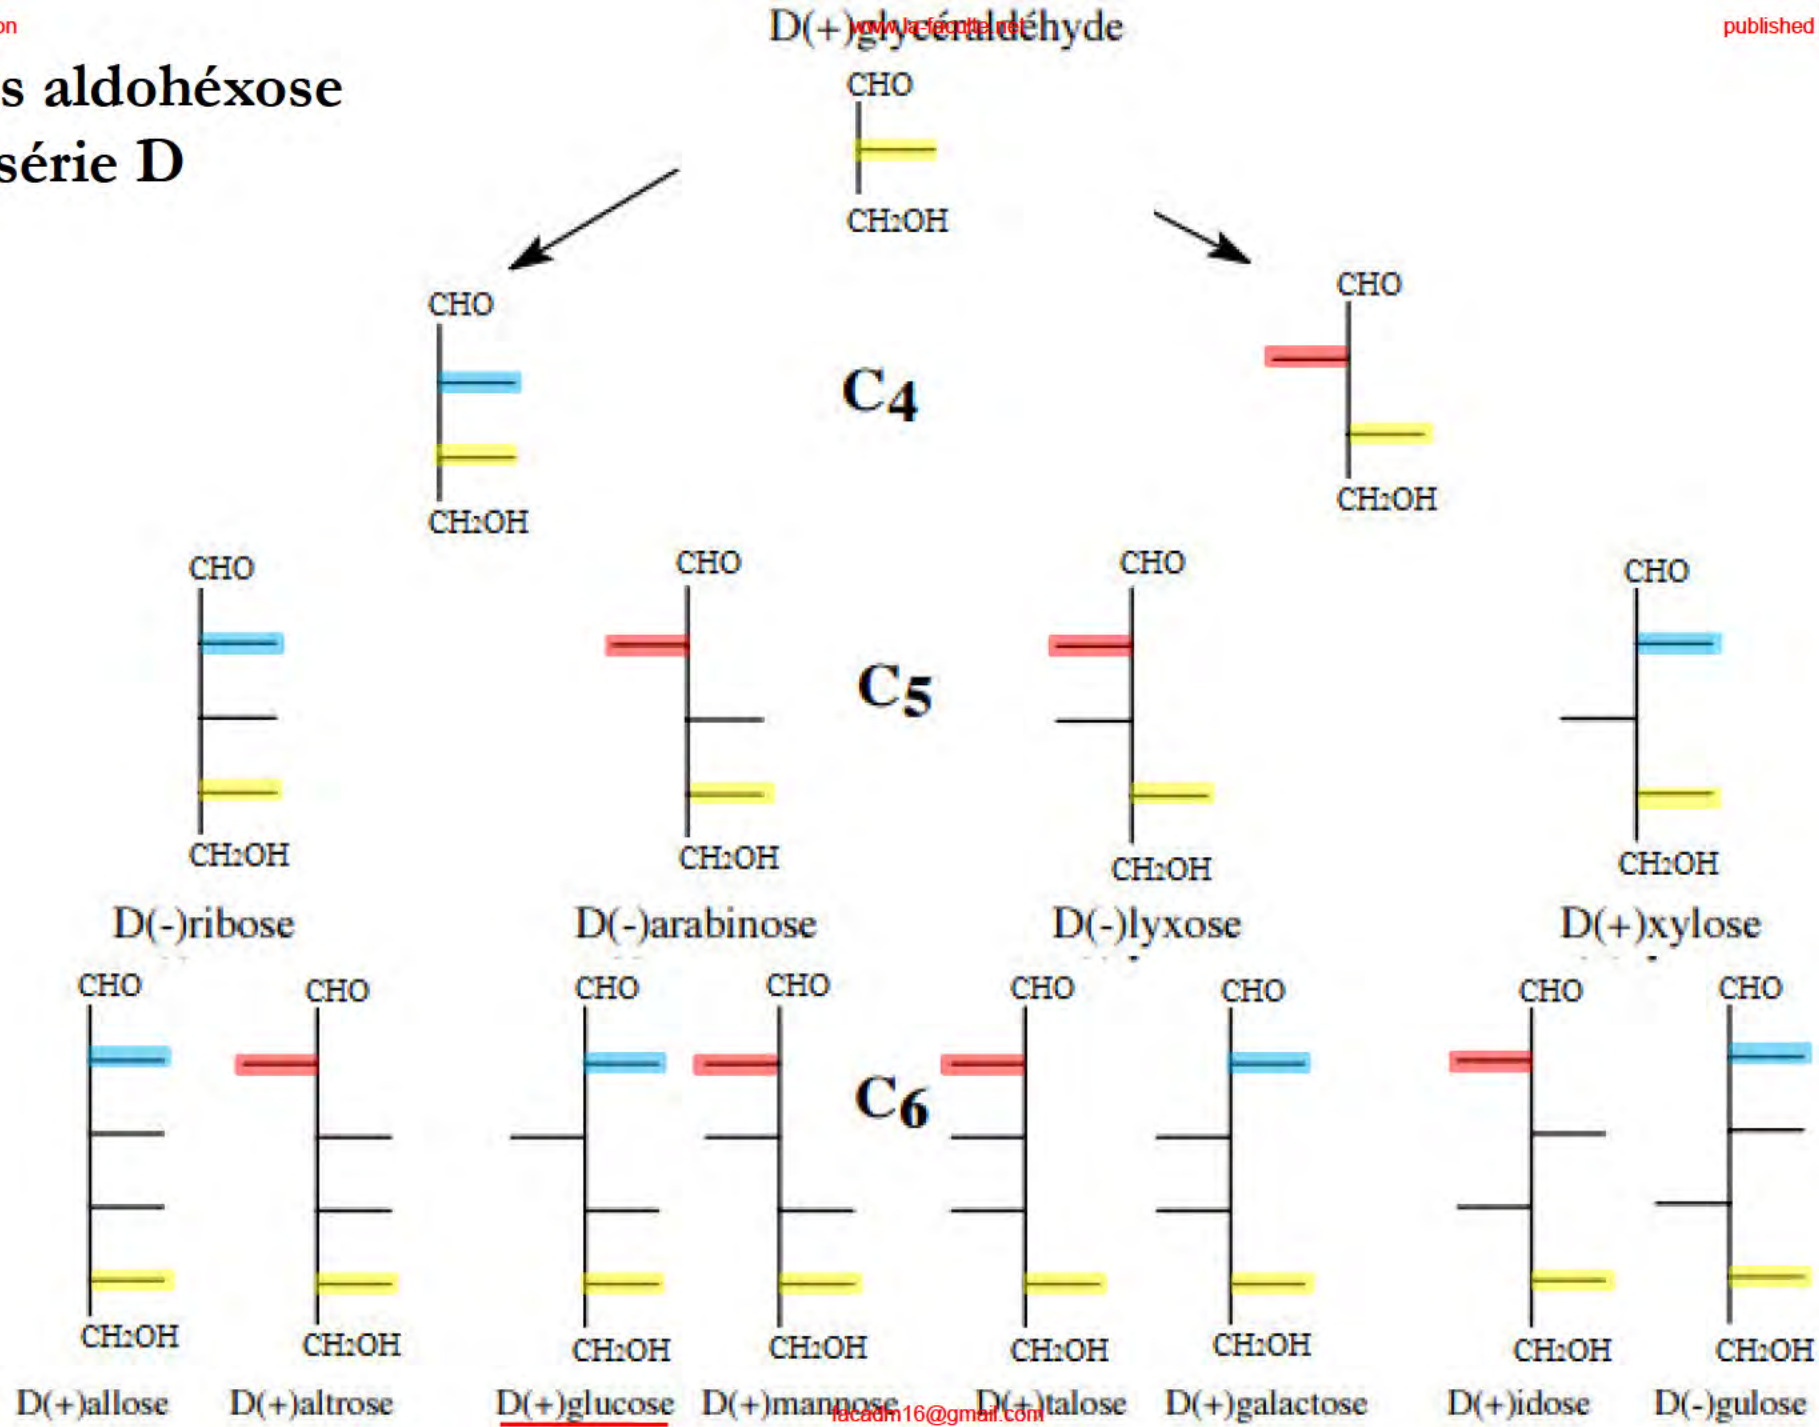 on
www.la-faculte.net
published
D(+)glycéraldéhyde
s aldohéxose
série D
CHO
CH2OH
CHO
CH2OH
C4
CHO
CH2OH
CHO
CH2OH
CHO
CH2OH
C5
CHO
CH2OH
CHO
CH2OH
D(-)ribose
D(-)arabinose
D(-)lyxose
D(+)xylose
CHO
CHO
CHO
CHO
CHO
CHO
CHO
CHO
C6
CH2OH
CH2OH
CH2OH
CH2OH
CH2OH
CH2OH
CH2OH
CH2OH
D(+)allose
D(+)altrose
D(+)glucose
D(+)mannose
D(+)talose
D(+)galactose
D(+)idose
D(-)gulose
facadm16@gmail.com